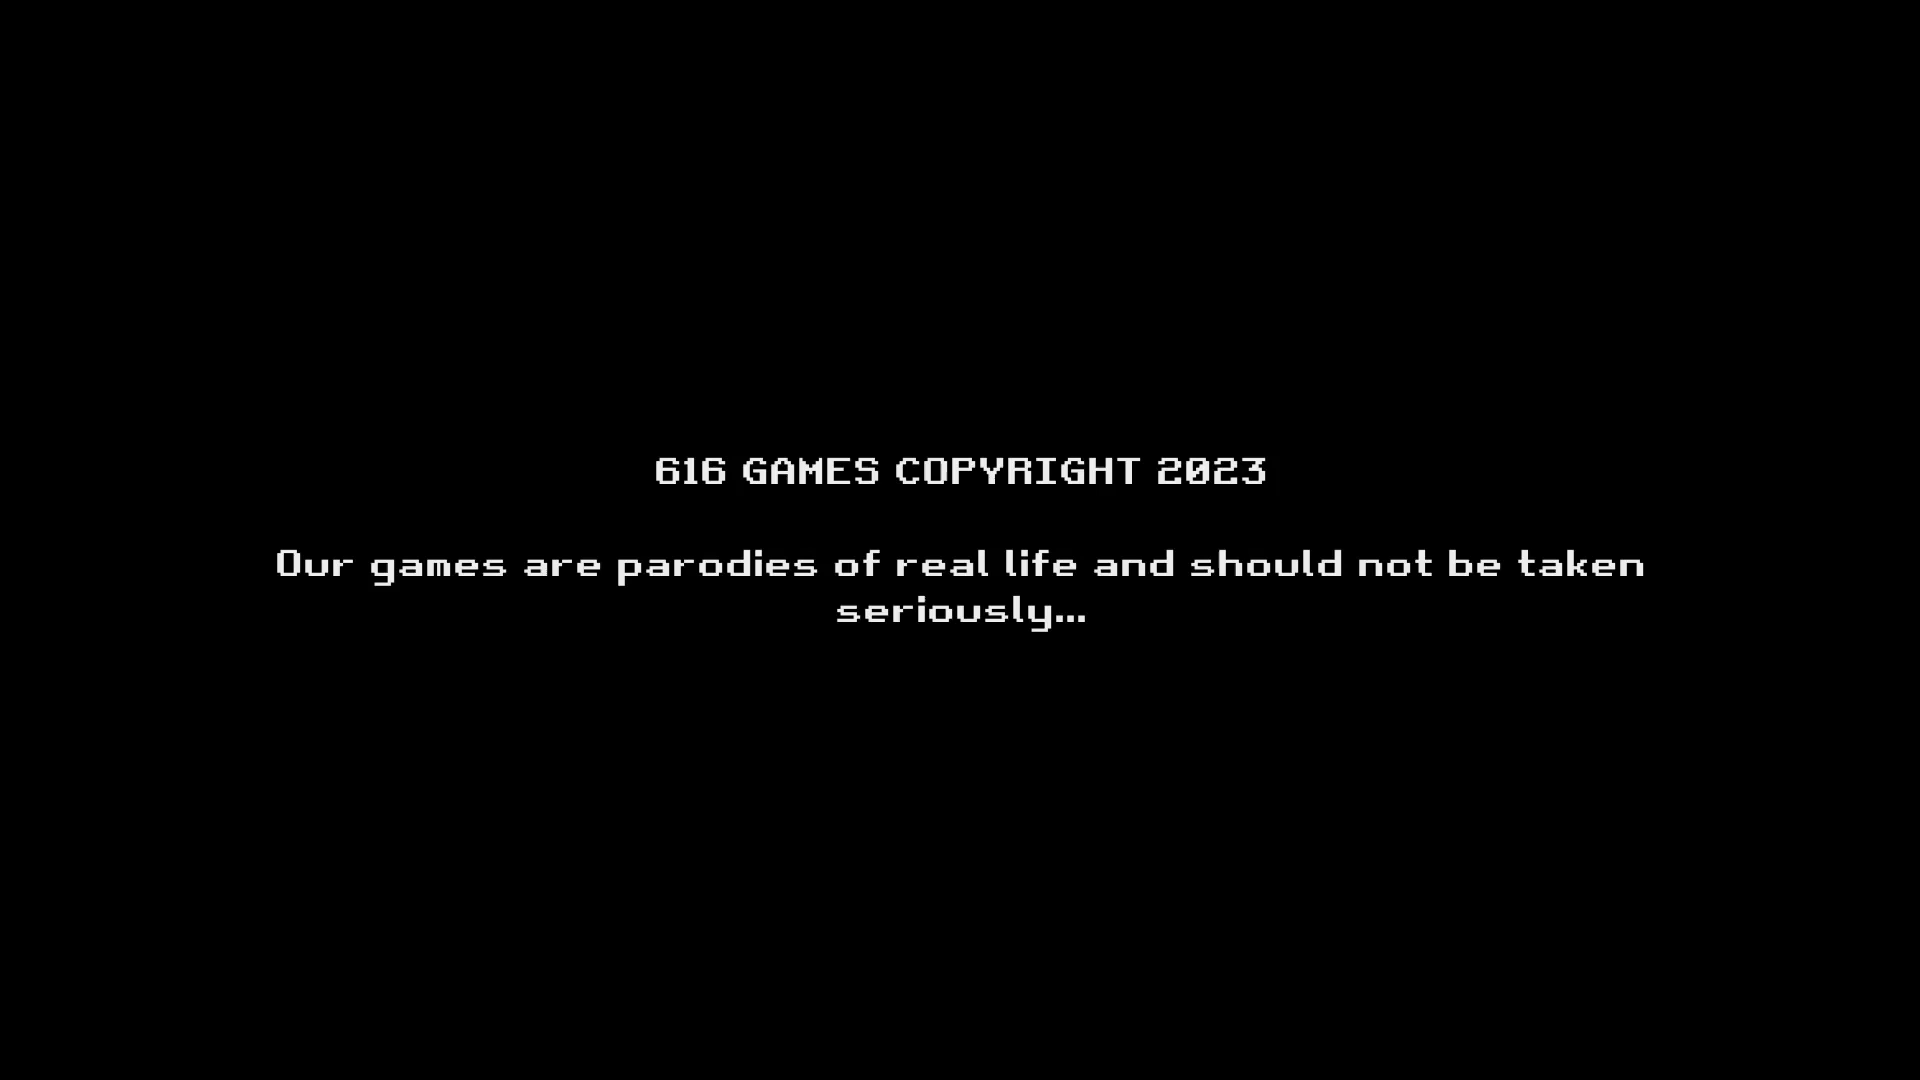 616 GAMES COPYRIGHT 2023
Our games are parodies of real life and should not be taken
seriously...